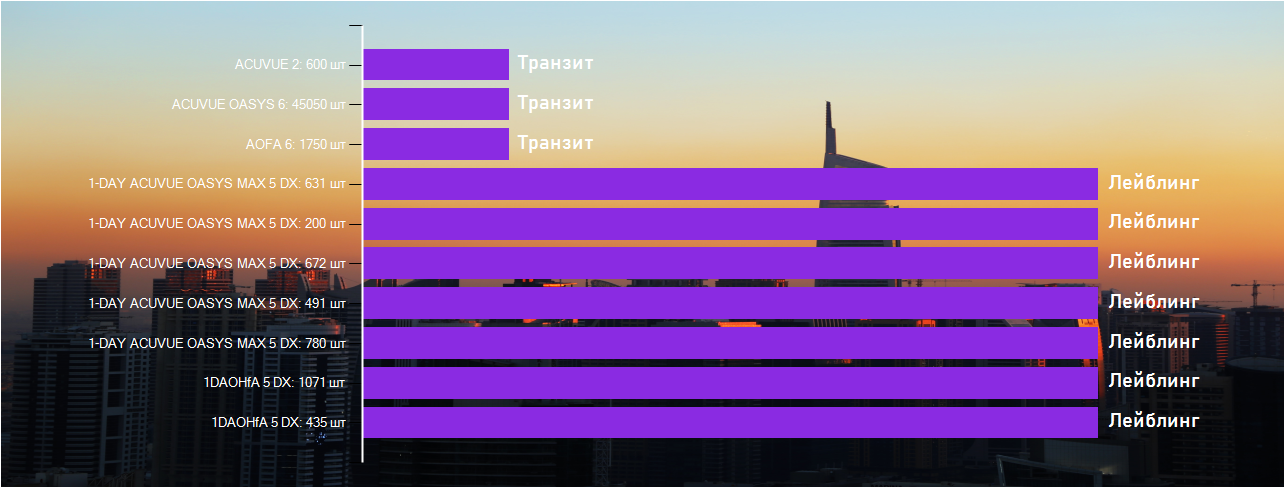 ACUVUE 2: 600 шт Транзит
ACUVUE OASYS 6: 45050 шт Транзит
AOFA 6: 1750 шт Транзит
1-DAY ACUVUE OASYS MAX 5 DX: 631 шт Лейблинг
1-DAY ACUVUE OASYS MAX 5 DX: 200 шт Лейблинг
1-DAY ACUVUE OASYS MAX 5 DX: 672 шт Лейблинг
1-DAY ACUVUE OASYS MAX 5 DX: 491 шт Лейблинг
1-DAY ACUVUE OASYS MAX 5 DX: 780 шт Лейблинг
1DAOHfA 5 DX: 1071 шт Лейблинг
1DAOHfA 5 DX: 435 шт Лейблинг